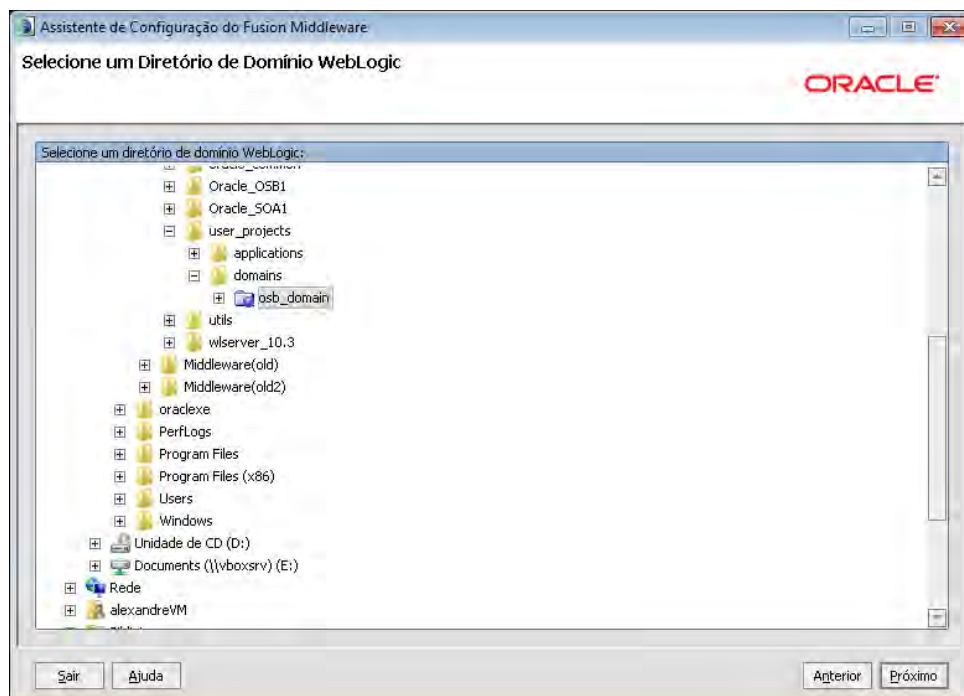 Assistente de Configuração do Fusion Middleware
Selecione um Diretório de Domínio WebLogic
ORACLE
Selecione um diretório de domínio WebLogic:
Oracle_OSB1
Oracle_SOA1
user_projects
applications
domains
osb_domain
utils
wlserver_10.3
Middleware(old)
Middleware(old2)
oraclexe
PerfLogs
Program Files
Program Files (x86)
Users
Windows
Unidade de CD (D:)
Documents (\\vboxsrv) (E:)
Rede
alexandreVM
Sair Ajuda Anterior Próximo